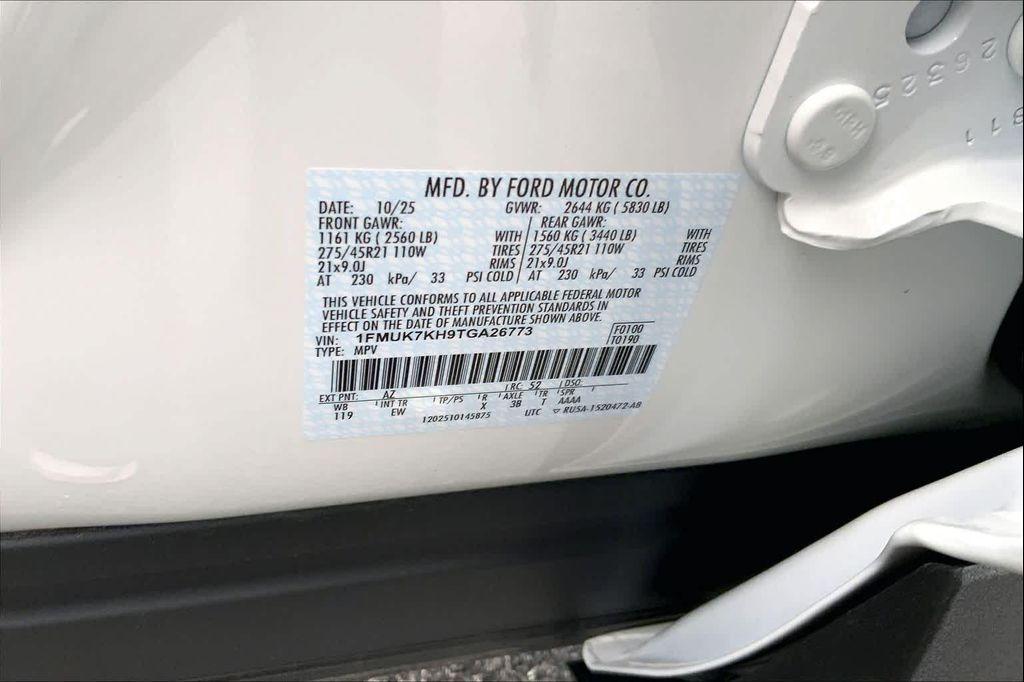 MFD. BY FORD MOTOR CO.
DATE: 10/25 GVWR: 2644 KG ( 5830 LB)
FRONT GAWR: REAR GAWR:
1161 KG ( 2560 LB) WITH 1560 KG ( 3440 LB) WITH
275/45R21 110W TIRES 275/45R21 110W TIRES
21x9.0J RIMS 21x9.0J RIMS
AT 230 kPa/ 33 PSI COLD AT 230 kPa/ 33 PSI COLD
THIS VEHICLE CONFORMS TO ALL APPLICABLE FEDERAL MOTOR
VEHICLE SAFETY AND THEFT PREVENTION STANDARDS IN
EFFECT ON THE DATE OF MANUFACTURE SHOWN ABOVE.
VIN: 1FMUK7KH9TGA26773 F0100
TYPE: MPV T0190
EXT PNT: AZ RC: 52 DSO:
WB INT TR TP/PS R AXLE TR SPR
119 EW X 3B T AAAA
1202510145875 UTC RU5A-1520472-AB
26325
811